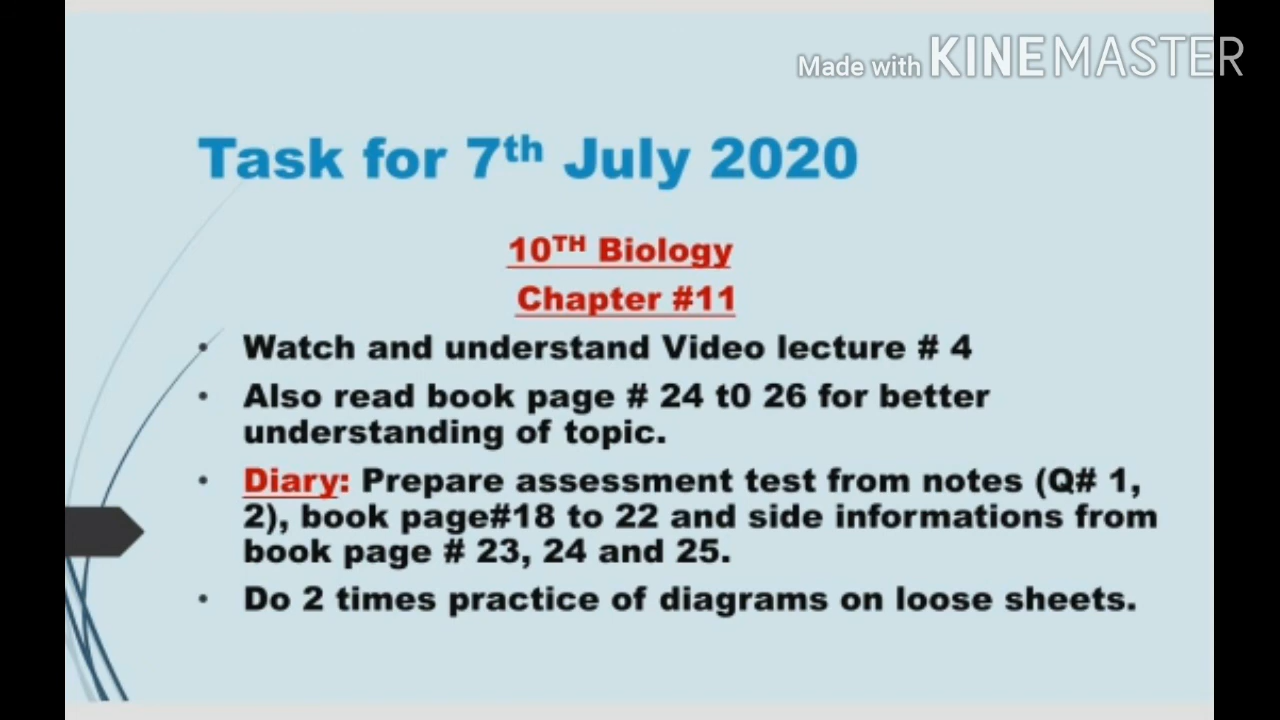 Made with KINEMASTER
Task for 7th July 2020
10TH Biology
Chapter #11
• Watch and understand Video lecture # 4
• Also read book page # 24 t0 26 for better
understanding of topic.
• Diary: Prepare assessment test from notes (Q# 1,
2), book page#18 to 22 and side informations from
book page # 23, 24 and 25.
• Do 2 times practice of diagrams on loose sheets.